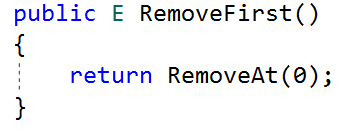 public E RemoveFirst()
{
    return RemoveAt(0);
}